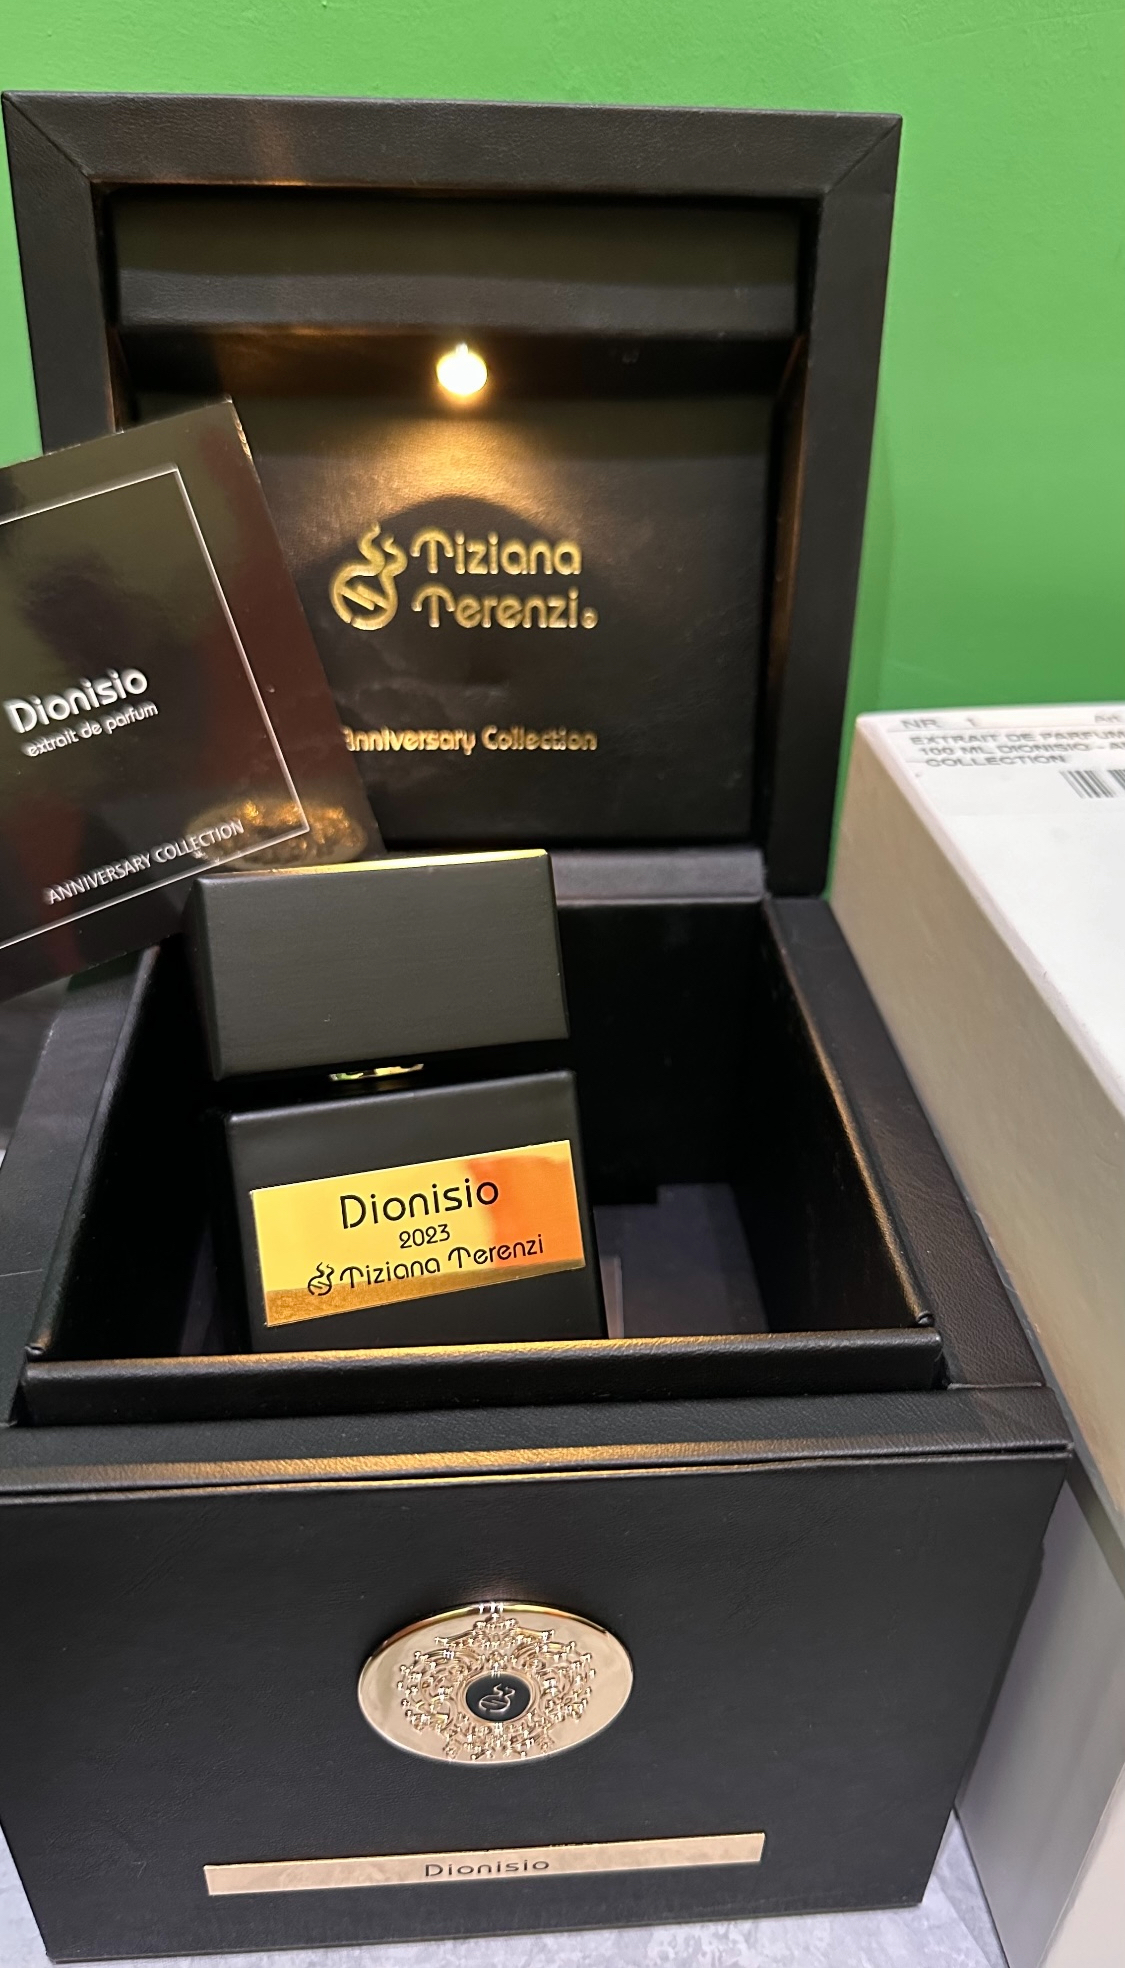 Tiziana
Terenzi
Anniversary Collection
Dionisio
extrait de parfum
ANNIVERSARY COLLECTION
NR. 1
Art.
EXTRAIT DE PARFUM
100 ML DIONISIO - A
COLLECTION
Dionisio
2023
Tiziana Terenzi
Dionisio